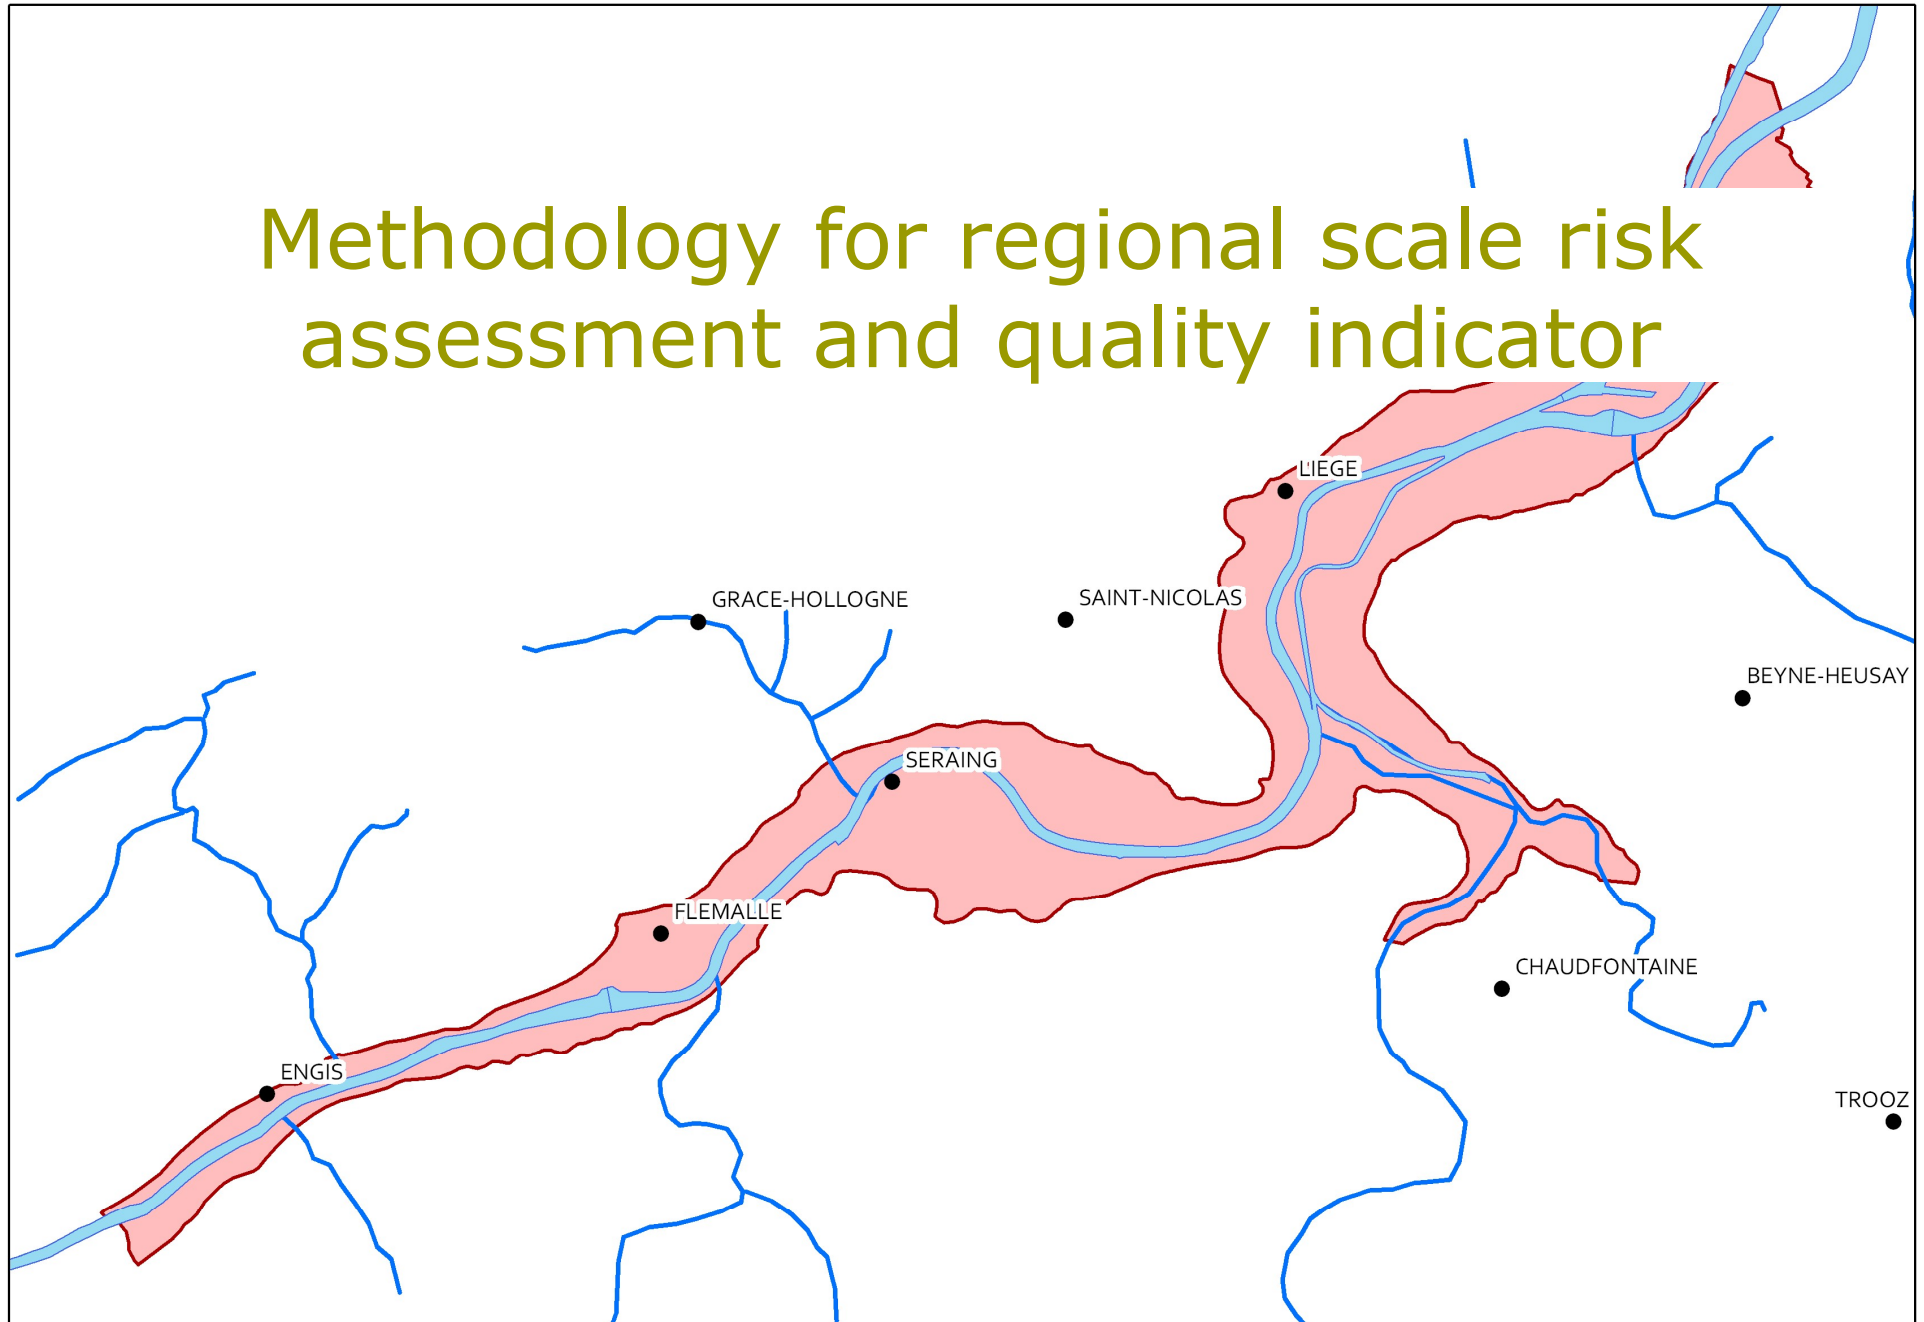 Methodology for regional scale risk
assessment and quality indicator
LIEGE
GRACE-HOLLOGNE
SAINT-NICOLAS
BEYNE-HEUSAY
SERAING
FLEMALLE
CHAUDFONTAINE
ENGIS
TROOZ